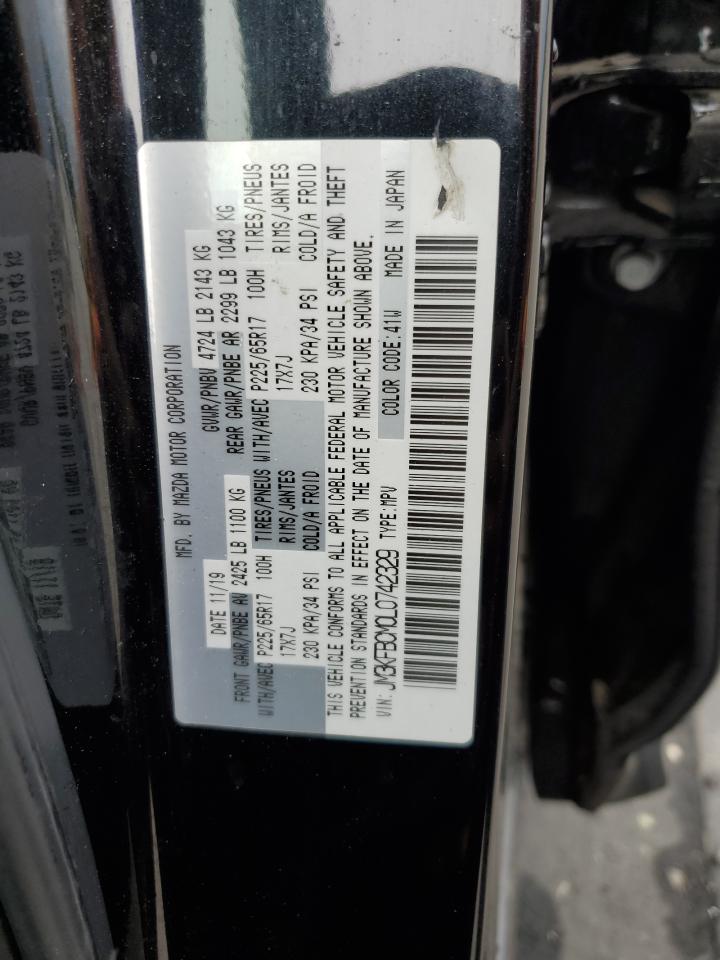 MFD. BY MAZDA MOTOR CORPORATION
DATE 11/19 GVWR/PNBV 4724 LB 2143 KG
FRONT GAWR/PNBE AV 2425 LB 1100 KG REAR GAWR/PNBE AR 2299 LB 1043 KG
WITH/AVEC P225/65R17 100H TIRES/PNEUS WITH/AVEC P225/65R17 100H TIRES/PNEUS
17X7J RIMS/JANTES 17X7J RIMS/JANTES
230 KPA/34 PSI COLD/A FROID 230 KPA/34 PSI COLD/A FROID
THIS VEHICLE CONFORMS TO ALL APPLICABLE FEDERAL MOTOR VEHICLE SAFETY AND THEFT
PREVENTION STANDARDS IN EFFECT ON THE DATE OF MANUFACTURE SHOWN ABOVE.
VIN: JM3KFBCM0L0742329 TYPE:MPV COLOR CODE:41W MADE IN JAPAN